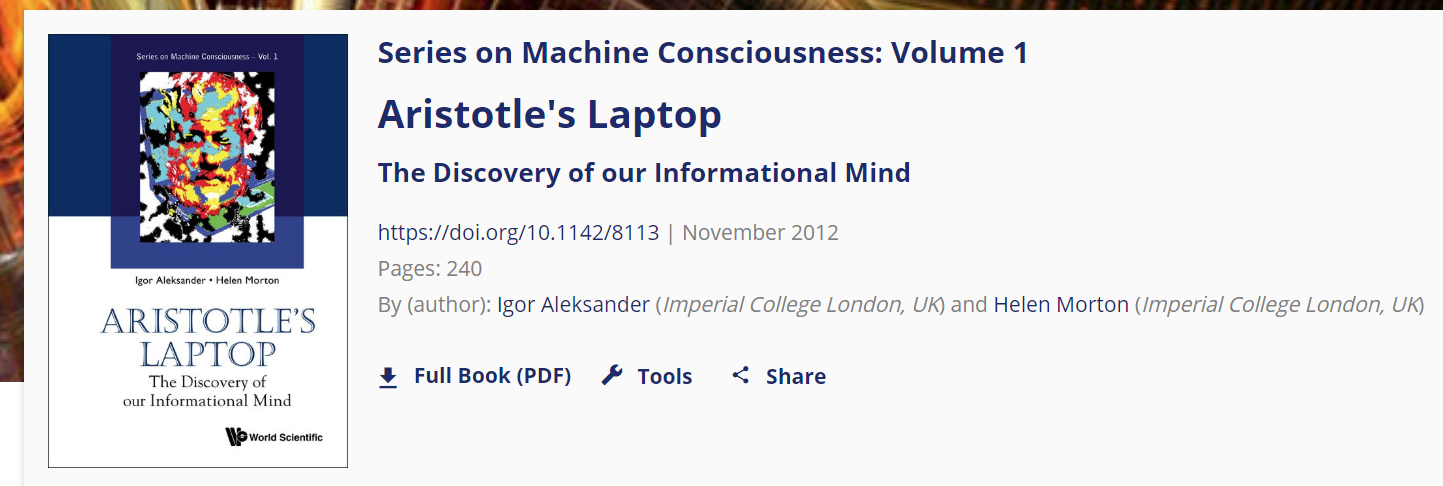 Series on Machine Consciousness – Vol. 1
Igor Aleksander • Helen Morton
ARISTOTLE'S
LAPTOP
The Discovery of
our Informational Mind
World Scientific
Series on Machine Consciousness: Volume 1
Aristotle's Laptop
The Discovery of our Informational Mind
https://doi.org/10.1142/8113 | November 2012
Pages: 240
By (author): Igor Aleksander (Imperial College London, UK) and Helen Morton (Imperial College London, UK)
Full Book (PDF) Tools Share